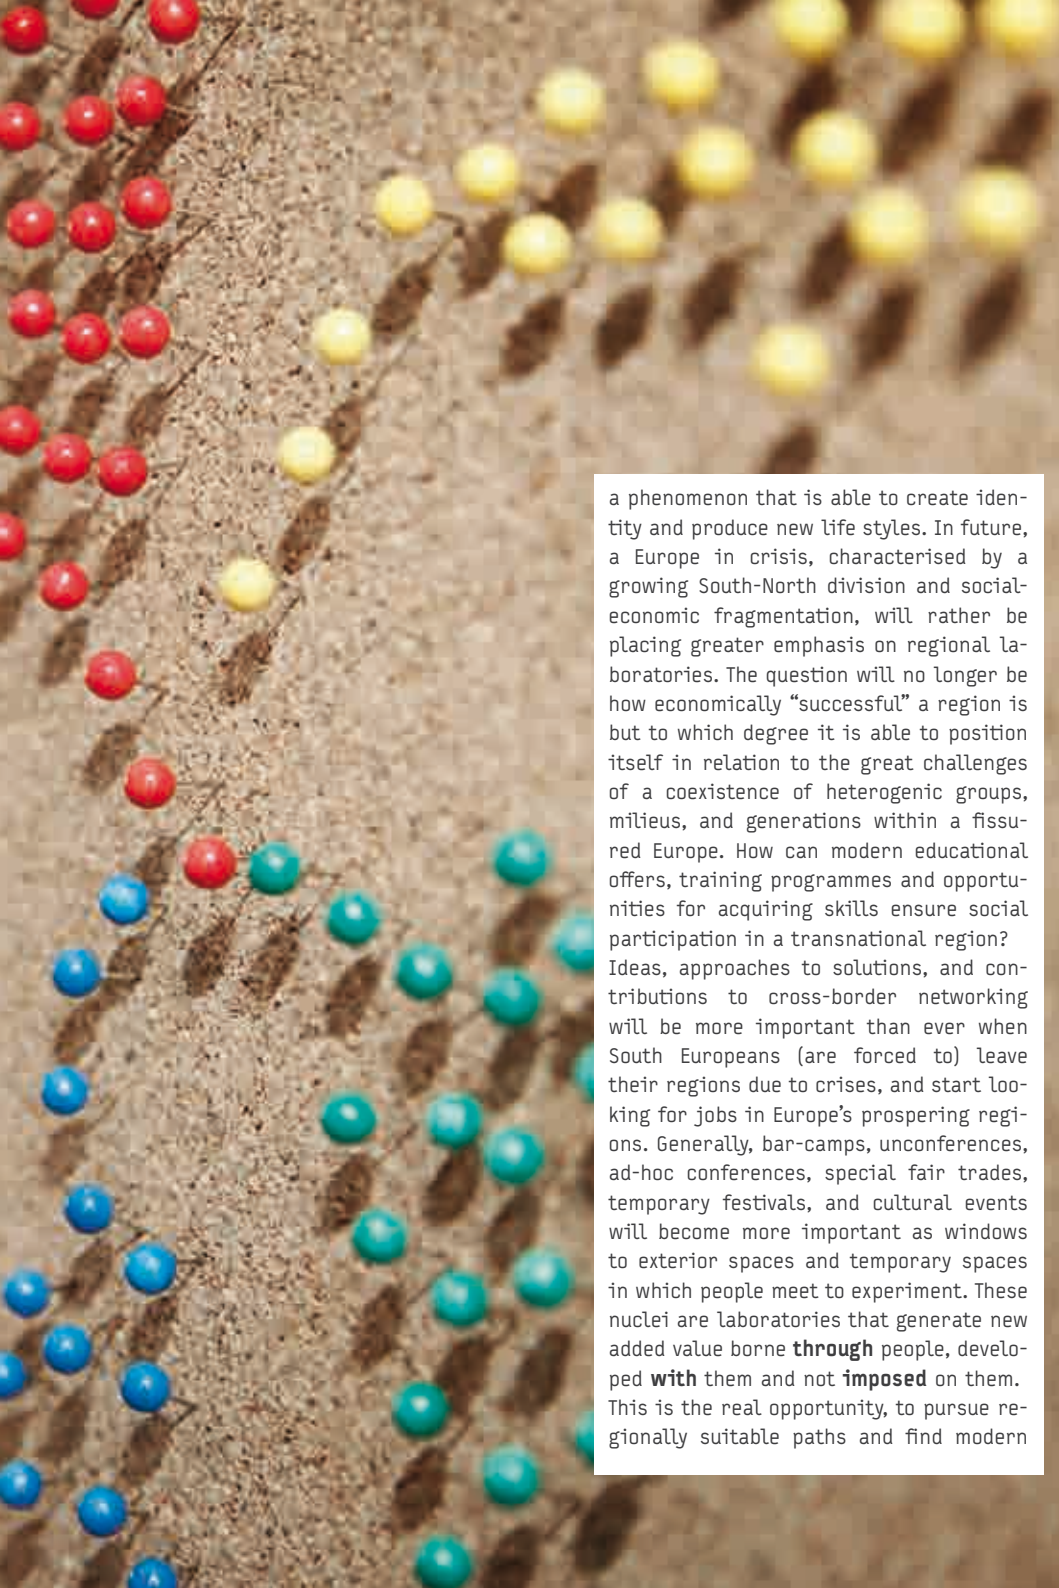 a phenomenon that is able to create iden-
tity and produce new life styles. In future,
a Europe in crisis, characterised by a
growing South-North division and social-
economic fragmentation, will rather be
placing greater emphasis on regional la-
boratories. The question will no longer be
how economically “successful” a region is
but to which degree it is able to position
itself in relation to the great challenges
of a coexistence of heterogenic groups,
milieus, and generations within a fissu-
red Europe. How can modern educational
offers, training programmes and opportu-
nities for acquiring skills ensure social
participation in a transnational region?
Ideas, approaches to solutions, and con-
tributions to cross-border networking
will be more important than ever when
South Europeans (are forced to) leave
their regions due to crises, and start loo-
king for jobs in Europe’s prospering regi-
ons. Generally, bar-camps, unconferences,
ad-hoc conferences, special fair trades,
temporary festivals, and cultural events
will become more important as windows
to exterior spaces and temporary spaces
in which people meet to experiment. These
nuclei are laboratories that generate new
added value borne through people, develo-
ped with them and not imposed on them.
This is the real opportunity, to pursue re-
gionally suitable paths and find modern